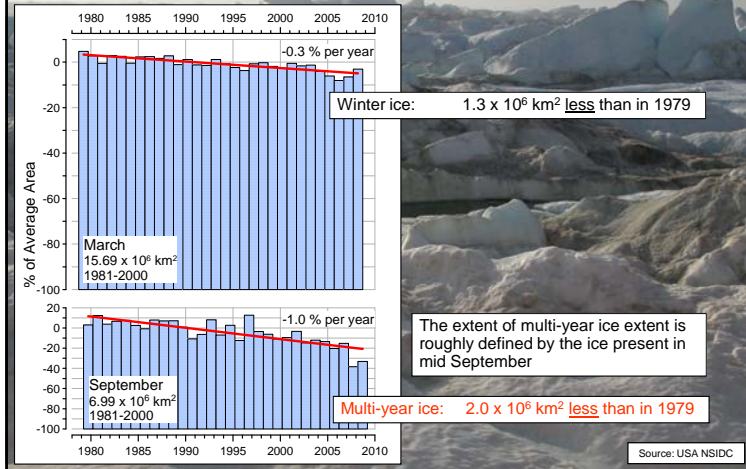 1980 1985 1990 1995 2000 2005 2010
% of Average Area
0
-20
-40
-60
-80
-100
-0.3 % per year
March
15.69 x 10⁶ km²
1981-2000
Winter ice: 1.3 x 10⁶ km² less than in 1979
20
0
-20
-40
-60
-80
-100
-1.0 % per year
September
6.99 x 10⁶ km²
1981-2000
The extent of multi-year ice extent is
roughly defined by the ice present in
mid September
Multi-year ice: 2.0 x 10⁶ km² less than in 1979
1980 1985 1990 1995 2000 2005 2010
Source: USA NSIDC